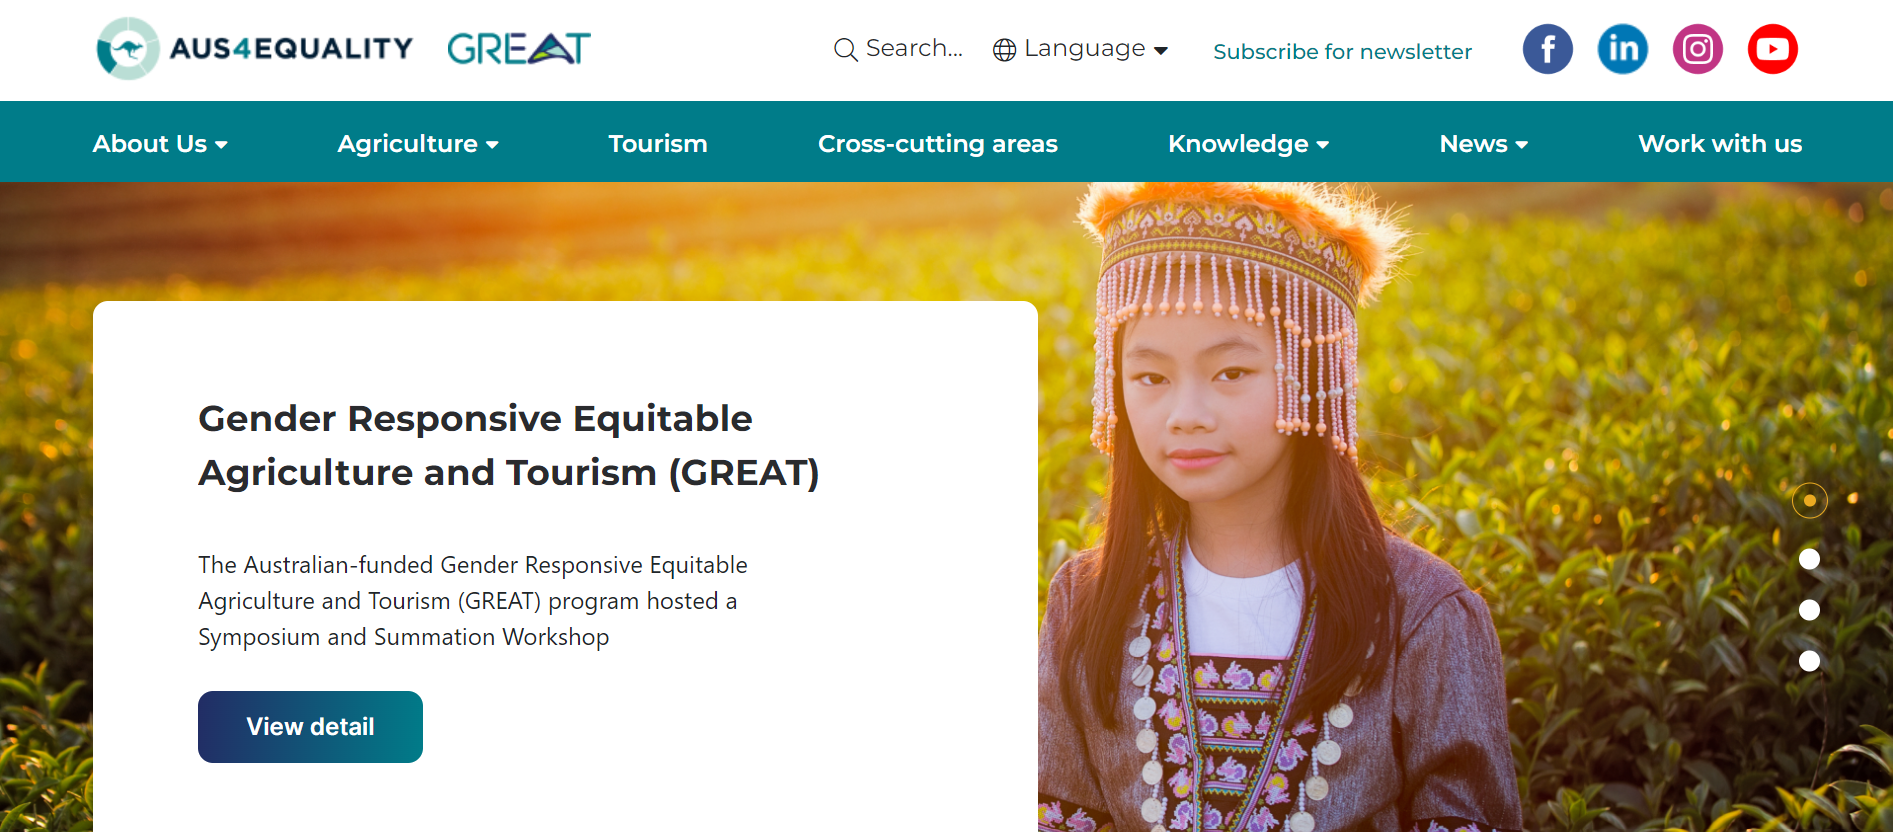 AUS4EQUALITY
GREAT
Search...
Language
Subscribe for newsletter
About Us
Agriculture
Tourism
Cross-cutting areas
Knowledge
News
Work with us
Gender Responsive Equitable
Agriculture and Tourism (GREAT)
The Australian-funded Gender Responsive Equitable
Agriculture and Tourism (GREAT) program hosted a
Symposium and Summation Workshop
View detail